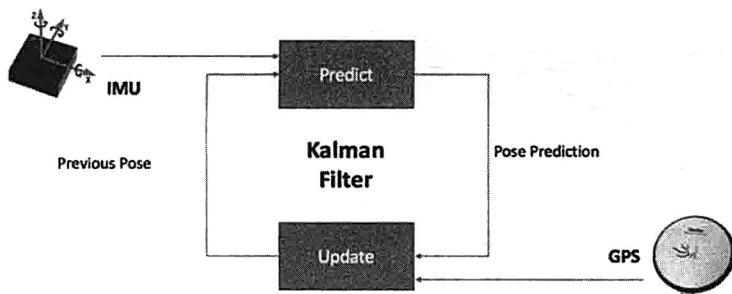 Z
Y
X
IMU
Predict
Previous Pose
Kalman
Filter
Pose Prediction
Update
GPS